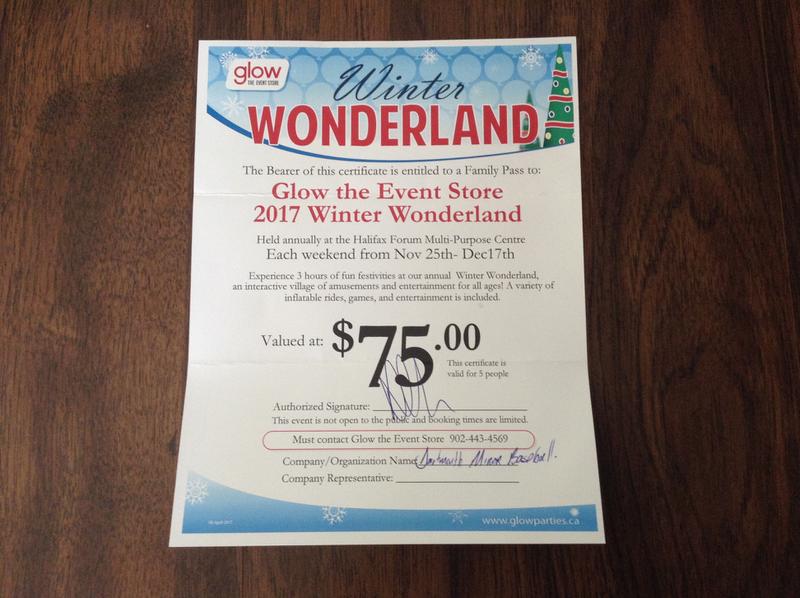 glow
THE EVENT STORE
Winter
WONDERLAND
The Bearer of this certificate is entitled to a Family Pass to:
Glow the Event Store
2017 Winter Wonderland
Held annually at the Halifax Forum Multi-Purpose Centre
Each weekend from Nov 25th- Dec17th
Experience 3 hours of fun festivities at our annual Winter Wonderland,
an interactive village of amusements and entertainment for all ages! A variety of
inflatable rides, games, and entertainment is included.
Valued at: $75.00
This certificate is
valid for 5 people
Authorized Signature:
This event is not open to the public and booking times are limited.
Must contact Glow the Event Store 902-443-4569
Company/Organization Name: Dartmouth Minor Baseball.
Company Representative:
www.glowparties.ca